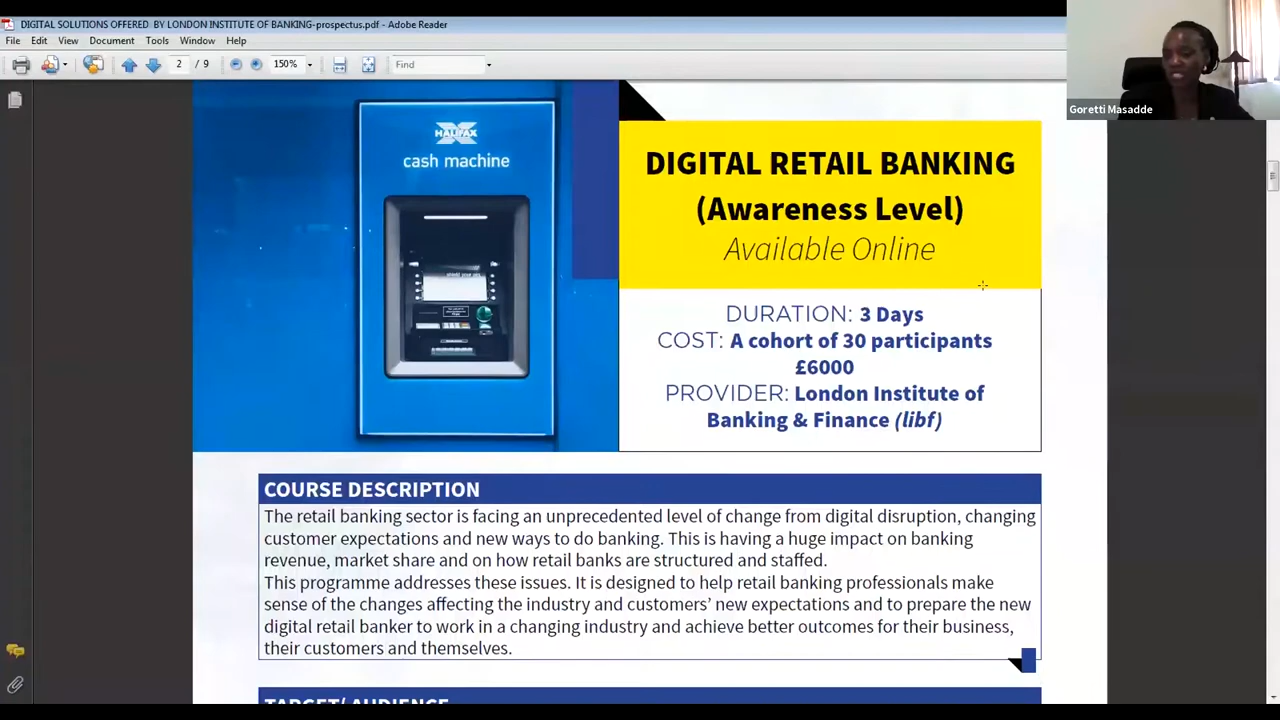 DIGITAL SOLUTIONS OFFERED BY LONDON INSTITUTE OF BANKING-prospectus.pdf - Adobe Reader
File Edit View Document Tools Window Help
2 / 9 150% Find
Goretti Masadde
HALIFAX
cash machine
DIGITAL RETAIL BANKING
(Awareness Level)
Available Online
DURATION: 3 Days
COST: A cohort of 30 participants
£6000
PROVIDER: London Institute of
Banking & Finance (libf)
COURSE DESCRIPTION
The retail banking sector is facing an unprecedented level of change from digital disruption, changing
customer expectations and new ways to do banking. This is having a huge impact on banking
revenue, market share and on how retail banks are structured and staffed.
This programme addresses these issues. It is designed to help retail banking professionals make
sense of the changes affecting the industry and customers’ new expectations and to prepare the new
digital retail banker to work in a changing industry and achieve better outcomes for their business,
their customers and themselves.
TARGET/ AUDIENCE